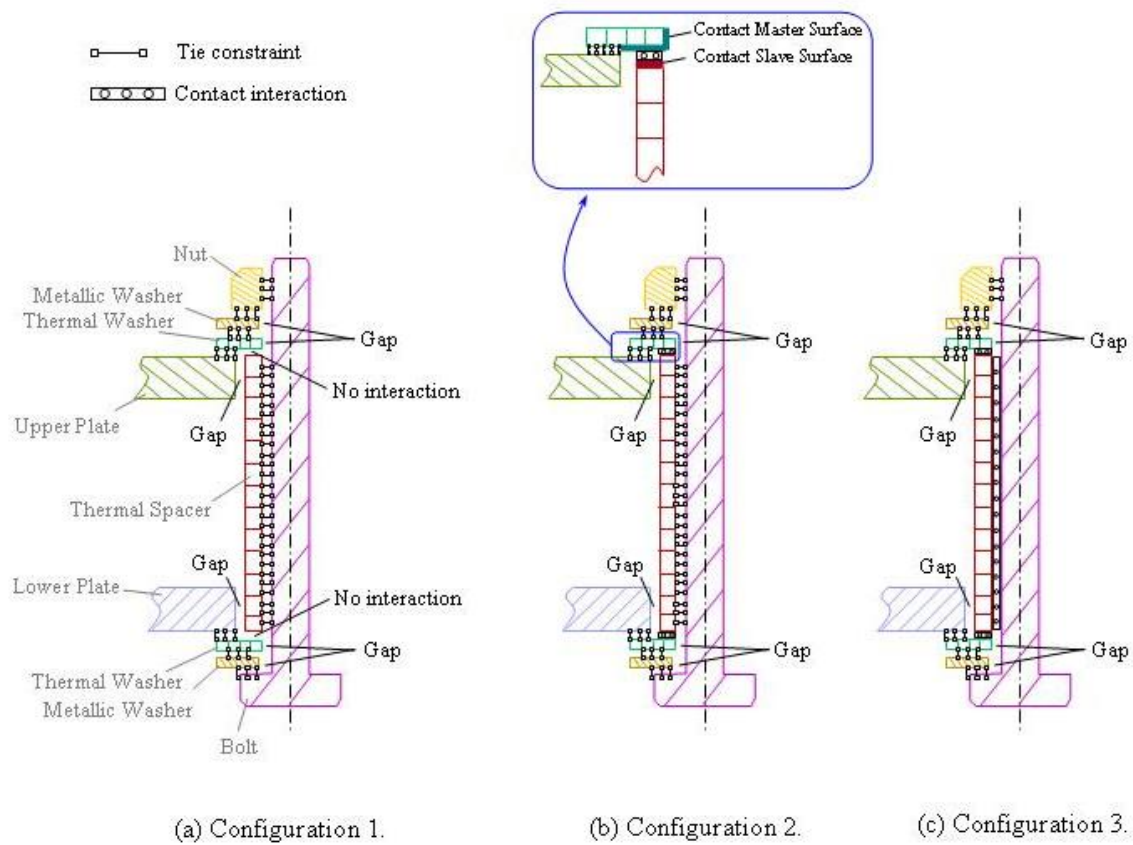 Tie constraint
Contact interaction
Contact Master Surface
Contact Slave Surface
Nut
Metallic Washer
Thermal Washer
Gap
No interaction
Upper Plate
Gap
Thermal Spacer
Gap
Lower Plate
No interaction
Gap
Thermal Washer
Metallic Washer
Bolt
Gap
Gap
Gap
Gap
Gap
Gap
Gap
Gap
(a) Configuration 1.
(b) Configuration 2.
(c) Configuration 3.